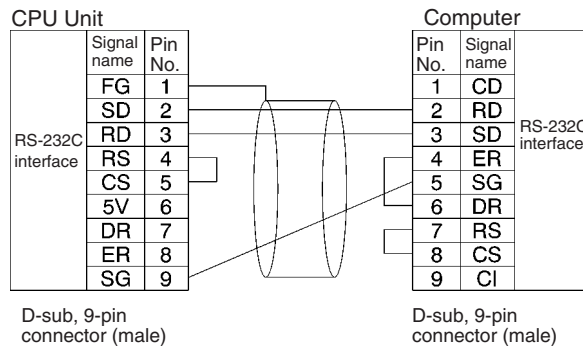 CPU Unit
Computer
Signal name Pin No.
Pin No. Signal name
RS-232C interface
FG 1
SD 2
RD 3
RS 4
CS 5
5V 6
DR 7
ER 8
SG 9
1 CD
2 RD
3 SD
4 ER
5 SG
6 DR
7 RS
8 CS
9 CI
RS-232C interface
D-sub, 9-pin
connector (male)
D-sub, 9-pin
connector (male)